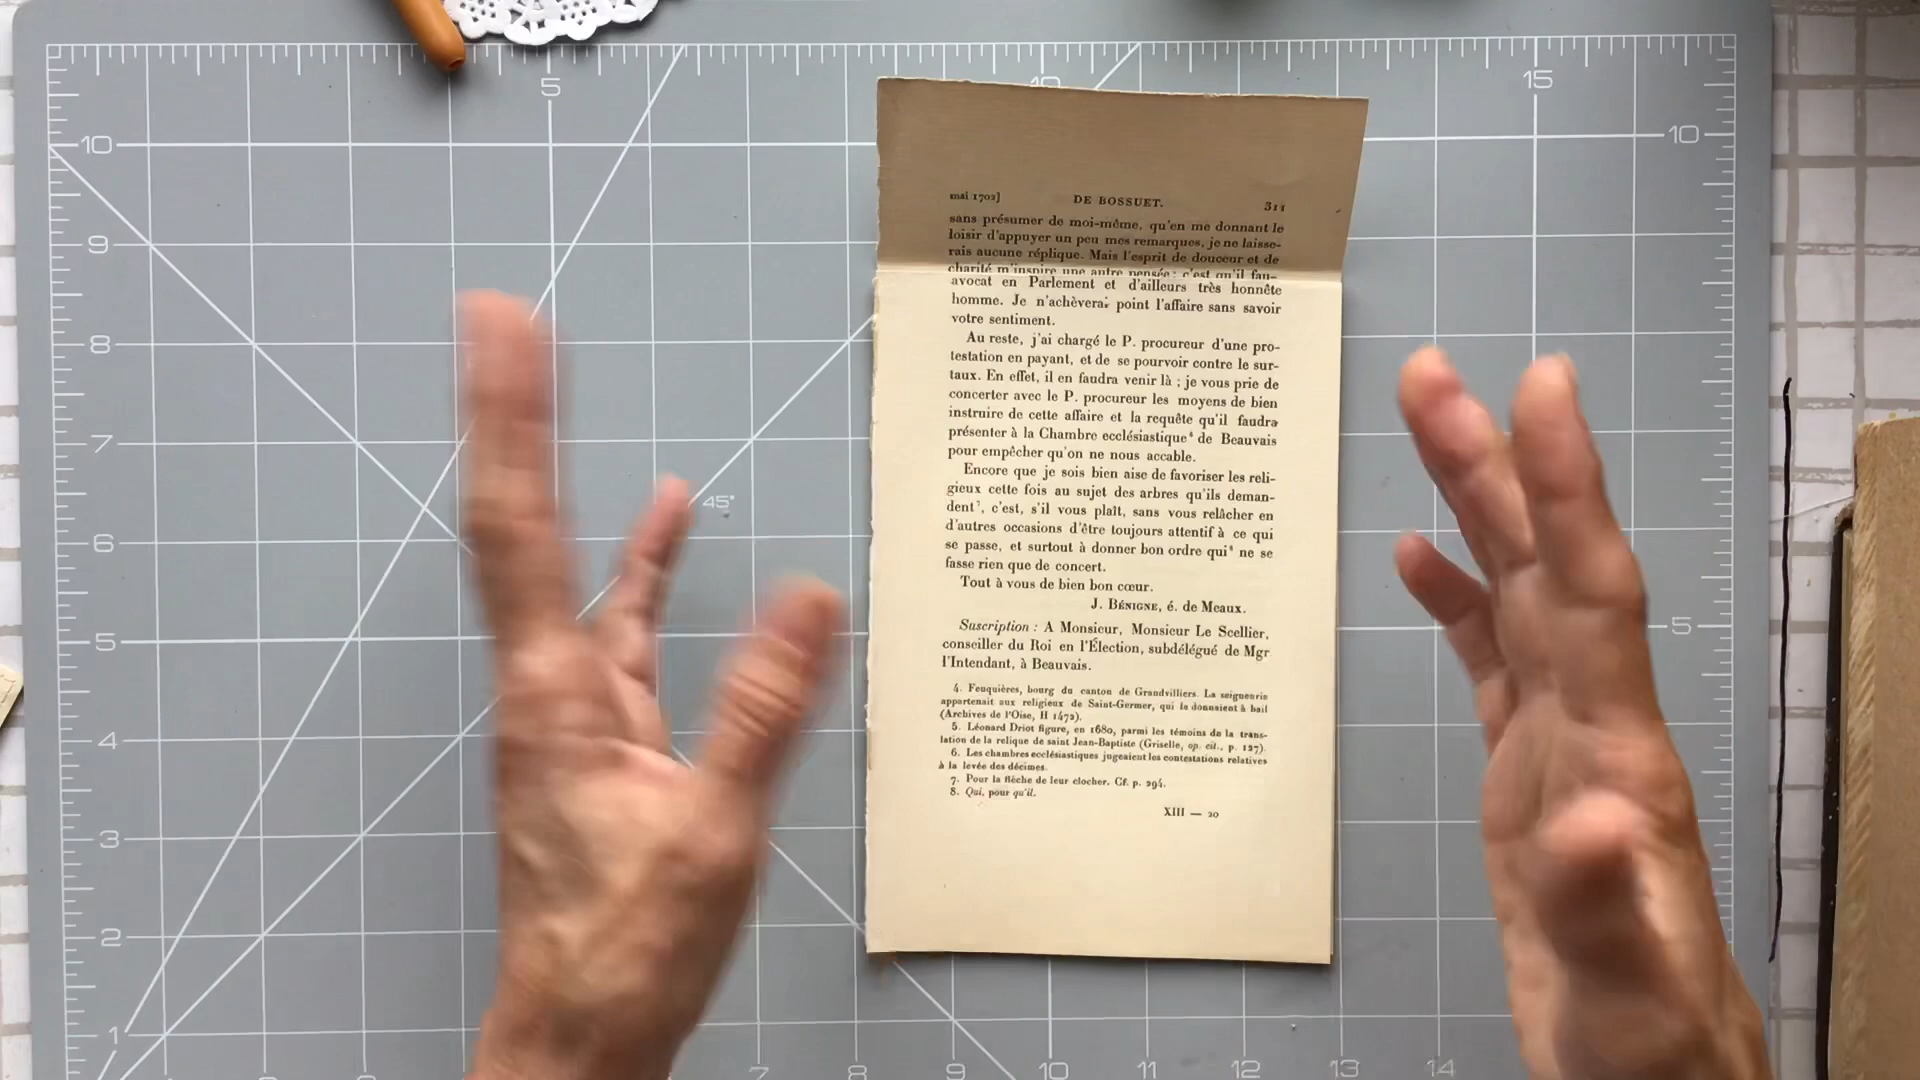 5
10
15
10
10
9
8
7
6
5
4
3
2
1
45°
5
7
8
9
10
11
12
13
14
mai 1702] DE BOSSUET. 311
sans présumer de moi-même, qu'en me donnant le
loisir d'appuyer un peu mes remarques, je ne laisse-
rais aucune réplique. Mais l'esprit de douceur et de
charité m'inspire une autre pensée : c'est qu'il fau-
avocat en Parlement et d'ailleurs très honnête
homme. Je n'achèverai point l'affaire sans savoir
votre sentiment.
Au reste, j'ai chargé le P. procureur d'une pro-
testation en payant, et de se pourvoir contre le sur-
taux. En effet, il en faudra venir là ; je vous prie de
concerter avec le P. procureur les moyens de bien
instruire de cette affaire et la requête qu'il faudra
présenter à la Chambre ecclésiastique⁶ de Beauvais
pour empêcher qu'on ne nous accable.
Encore que je sois bien aise de favoriser les reli-
gieux cette fois au sujet des arbres qu'ils deman-
dent⁷, c'est, s'il vous plaît, sans vous relâcher en
d'autres occasions d'être toujours attentif à ce qui
se passe, et surtout à donner bon ordre qui⁸ ne se
fasse rien que de concert.
Tout à vous de bien bon cœur.
J. BÉNIGNE, é. de Meaux.
Suscription : A Monsieur, Monsieur Le Scellier,
conseiller du Roi en l'Élection, subdélégué de Mgr
l'Intendant, à Beauvais.
4. Feuquières, bourg du canton de Grandvilliers. La seigneurie
appartenait aux religieux de Saint-Germer, qui la donnaient à bail
(Archives de l'Oise, H 1472).
5. Léonard Driot figure, en 1680, parmi les témoins de la trans-
lation de la relique de saint Jean-Baptiste (Griselle, op. cit., p. 127).
6. Les chambres ecclésiastiques jugeaient les contestations relatives
à la levée des décimes.
7. Pour la flèche de leur clocher. Cf. p. 294.
8. Qui, pour qu'il.
XIII — 20